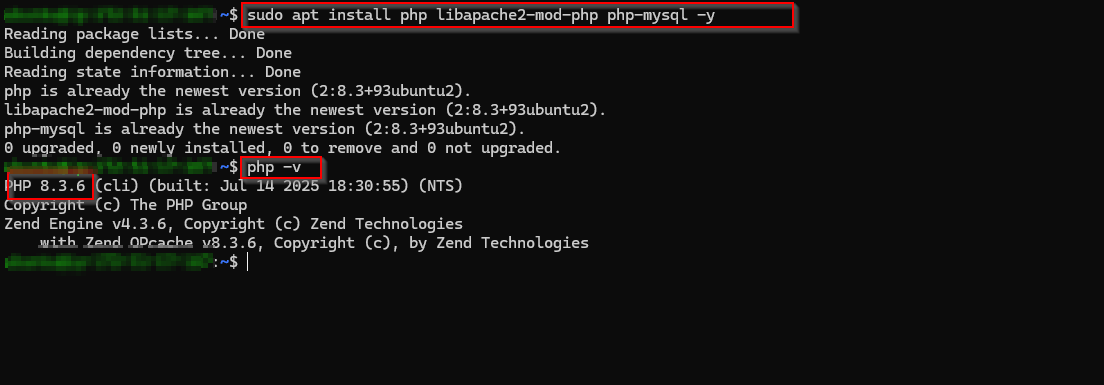 ~$ sudo apt install php libapache2-mod-php php-mysql -y
Reading package lists... Done
Building dependency tree... Done
Reading state information... Done
php is already the newest version (2:8.3+93ubuntu2).
libapache2-mod-php is already the newest version (2:8.3+93ubuntu2).
php-mysql is already the newest version (2:8.3+93ubuntu2).
0 upgraded, 0 newly installed, 0 to remove and 0 not upgraded.
~$ php -v
PHP 8.3.6 (cli) (built: Jul 14 2025 18:30:55) (NTS)
Copyright (c) The PHP Group
Zend Engine v4.3.6, Copyright (c) Zend Technologies
    with Zend OPcache v8.3.6, Copyright (c), by Zend Technologies
:~$